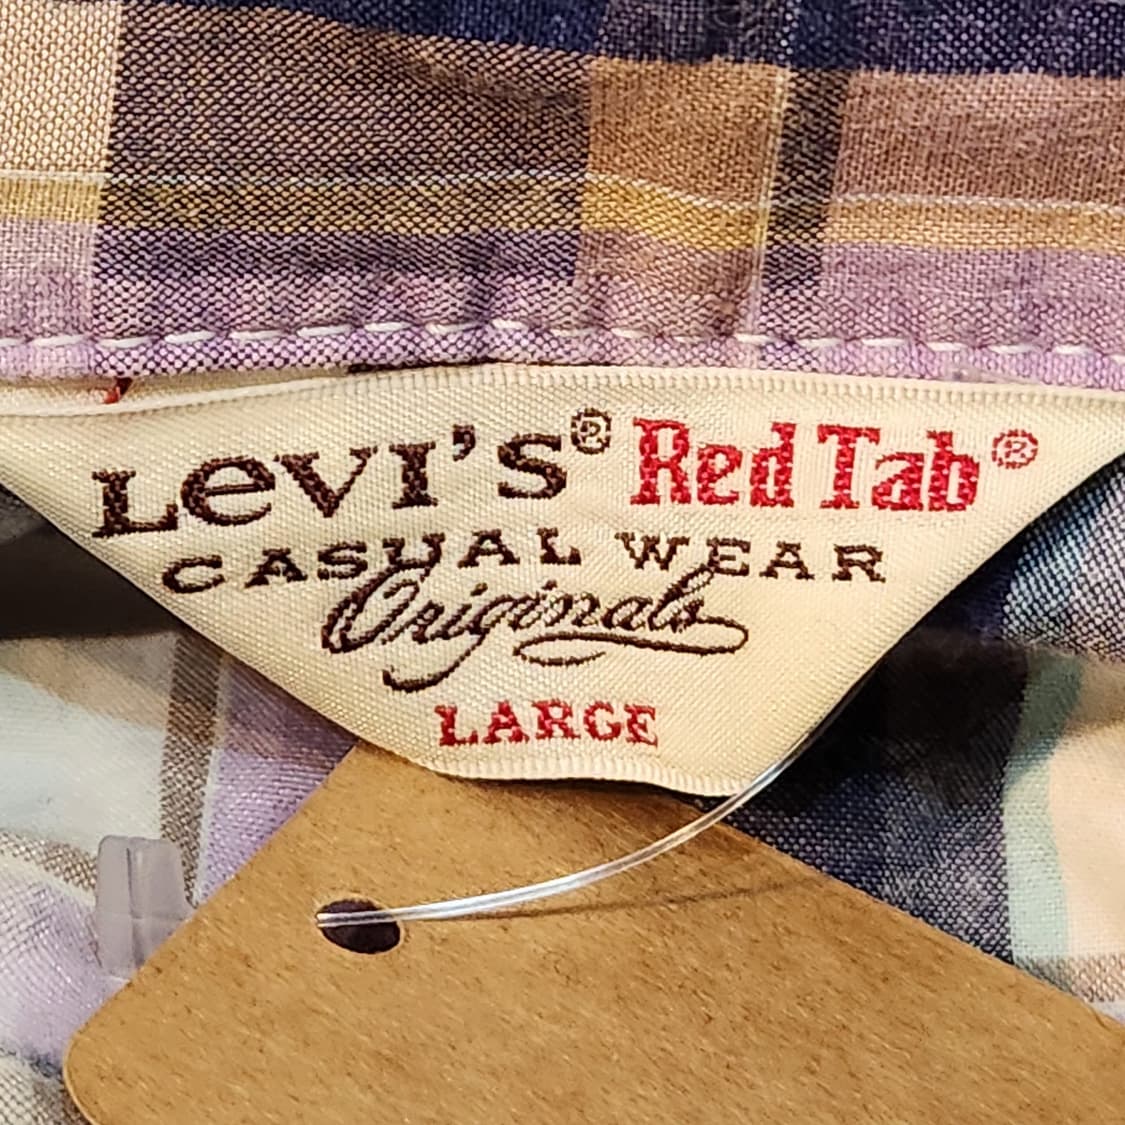 Levi's® Red Tab®
CASUAL WEAR
Originals
LARGE